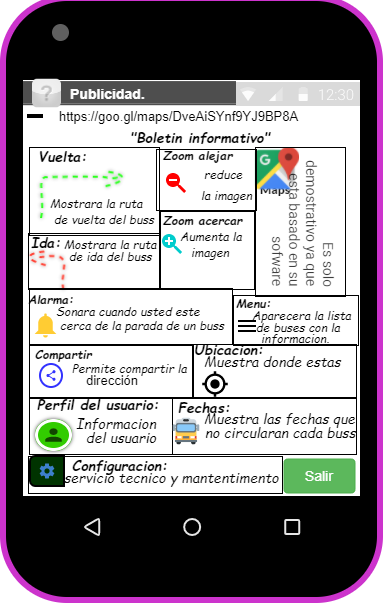 ?
Publicidad.
12:30
https://goo.gl/maps/DveAiSYnf9YJ9BP8A
"Boletin informativo"
Vuelta:
Mostrara la ruta
de vuelta del buss
Zoom alejar
reduce
la imagen
G
Maps
Es solo
demostrativo ya que
esta basado en su
sofware
Ida: Mostrara la ruta
de ida del buss
Zoom acercar
Aumenta la
imagen
Alarma:
Sonara cuando usted este
cerca de la parada de un buss
Menu:
Aparecera la lista
de buses con la
informacion.
Compartir
Permite compartir la
dirección
Ubicacion:
Muestra donde estas
Perfil del usuario:
Informacion
del usuario
Fechas:
Muestra las fechas que
no circularan cada buss
Configuracion:
servicio tecnico y mantentimento
Salir